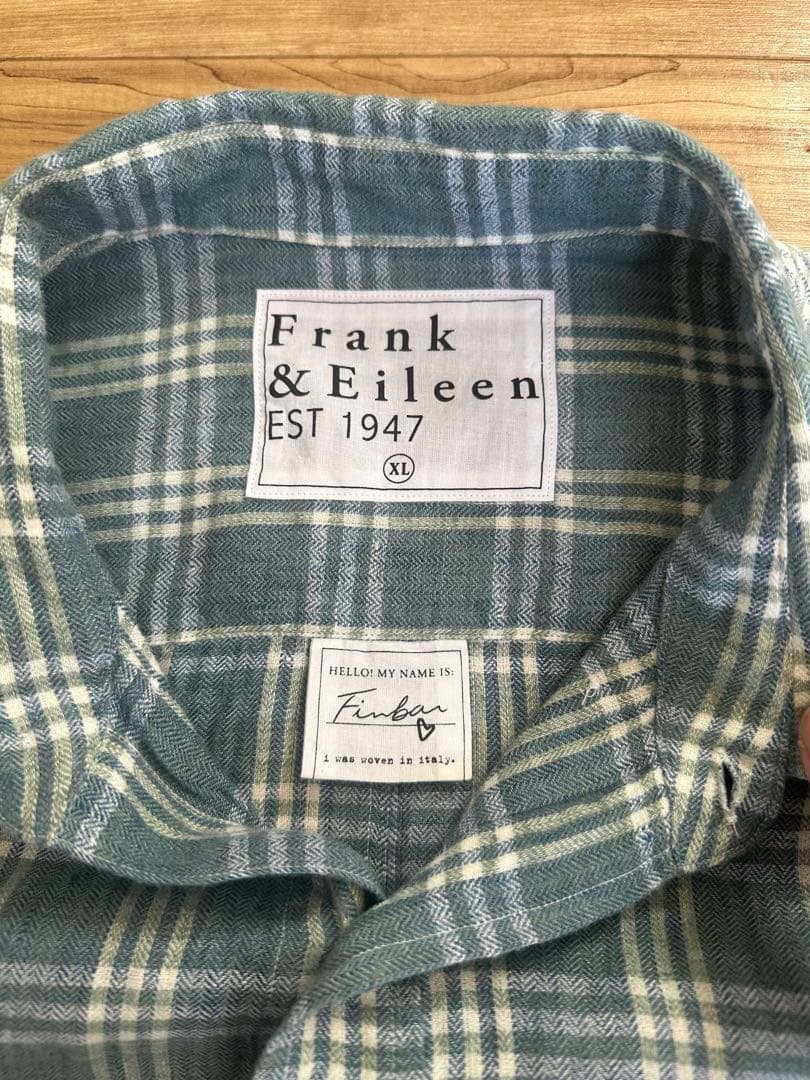 Frank
& Eileen
EST 1947
XL
HELLO! MY NAME IS:
Finbar
i was woven in italy.